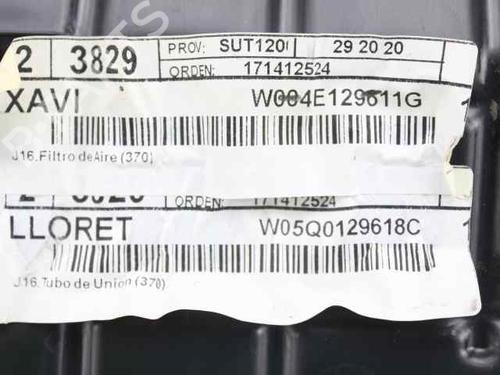 2 3829 PROV: SUT120 29 20 20
ORDEN: 171412524
XAVI W004E129611G
J16.Filtro de Aire (370)
171412524
LLORET W05Q0129618C
J16.Tubo de Union (370)